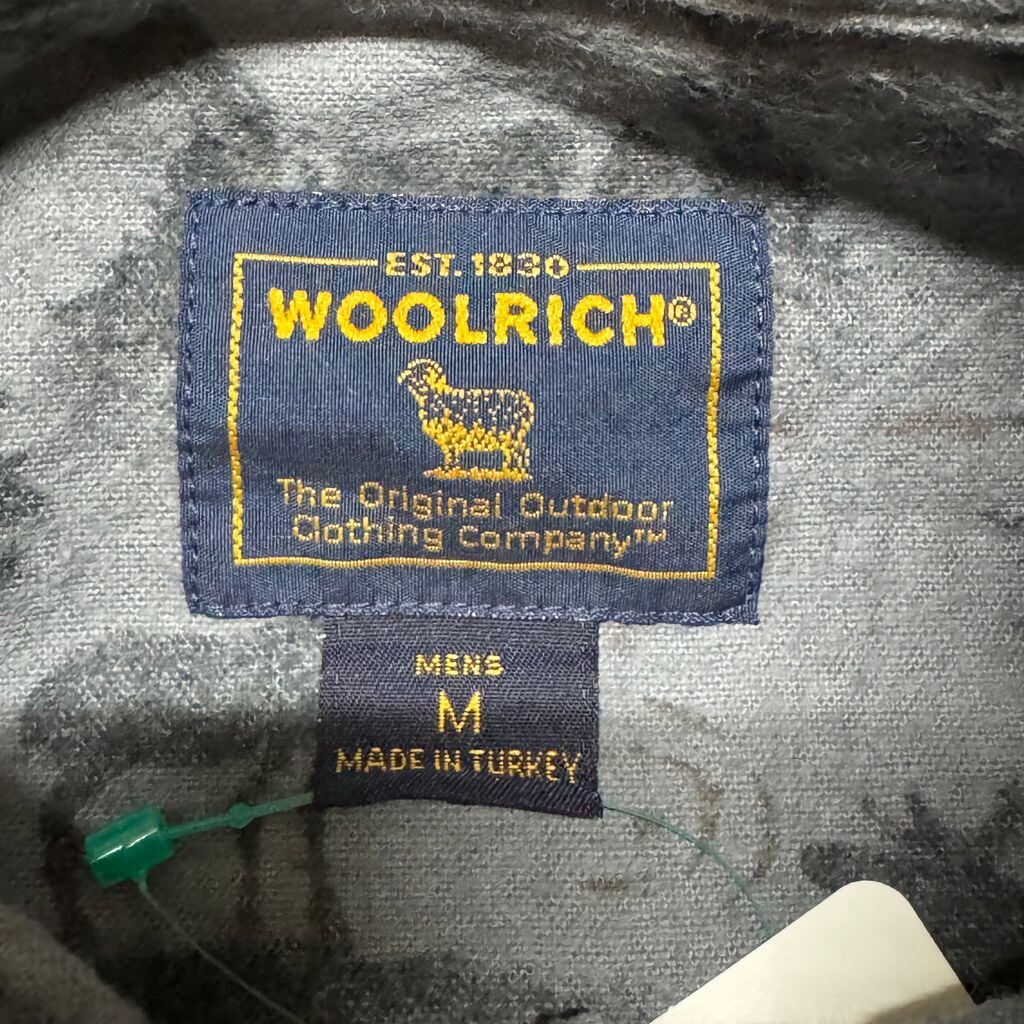 EST. 1830
WOOLRICH®
The Original Outdoor
Clothing Company™
MENS
M
MADE IN TURKEY